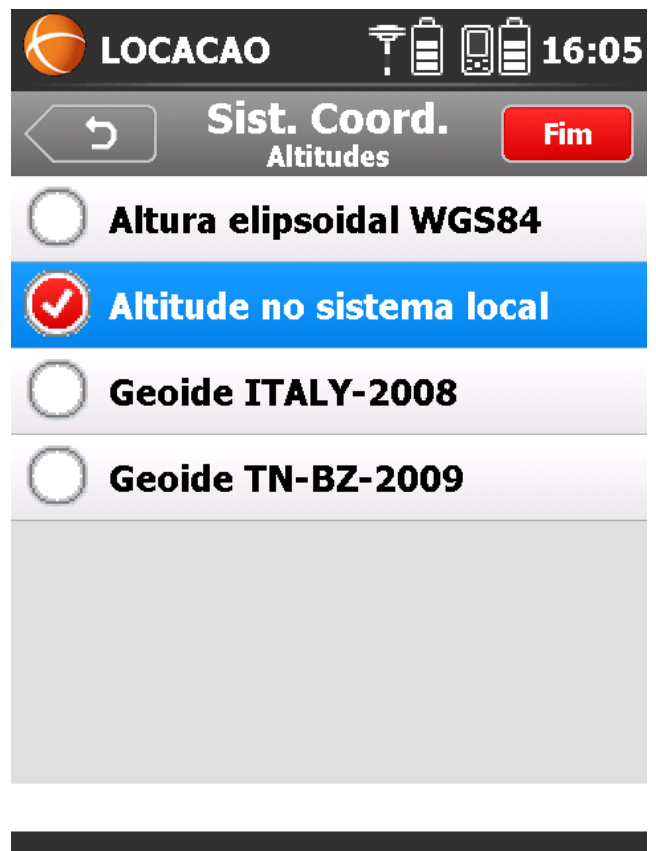 LOCACAO 16:05
Sist. Coord.
Altitudes
Fim
Altura elipsoidal WGS84
Altitude no sistema local
Geoide ITALY-2008
Geoide TN-BZ-2009